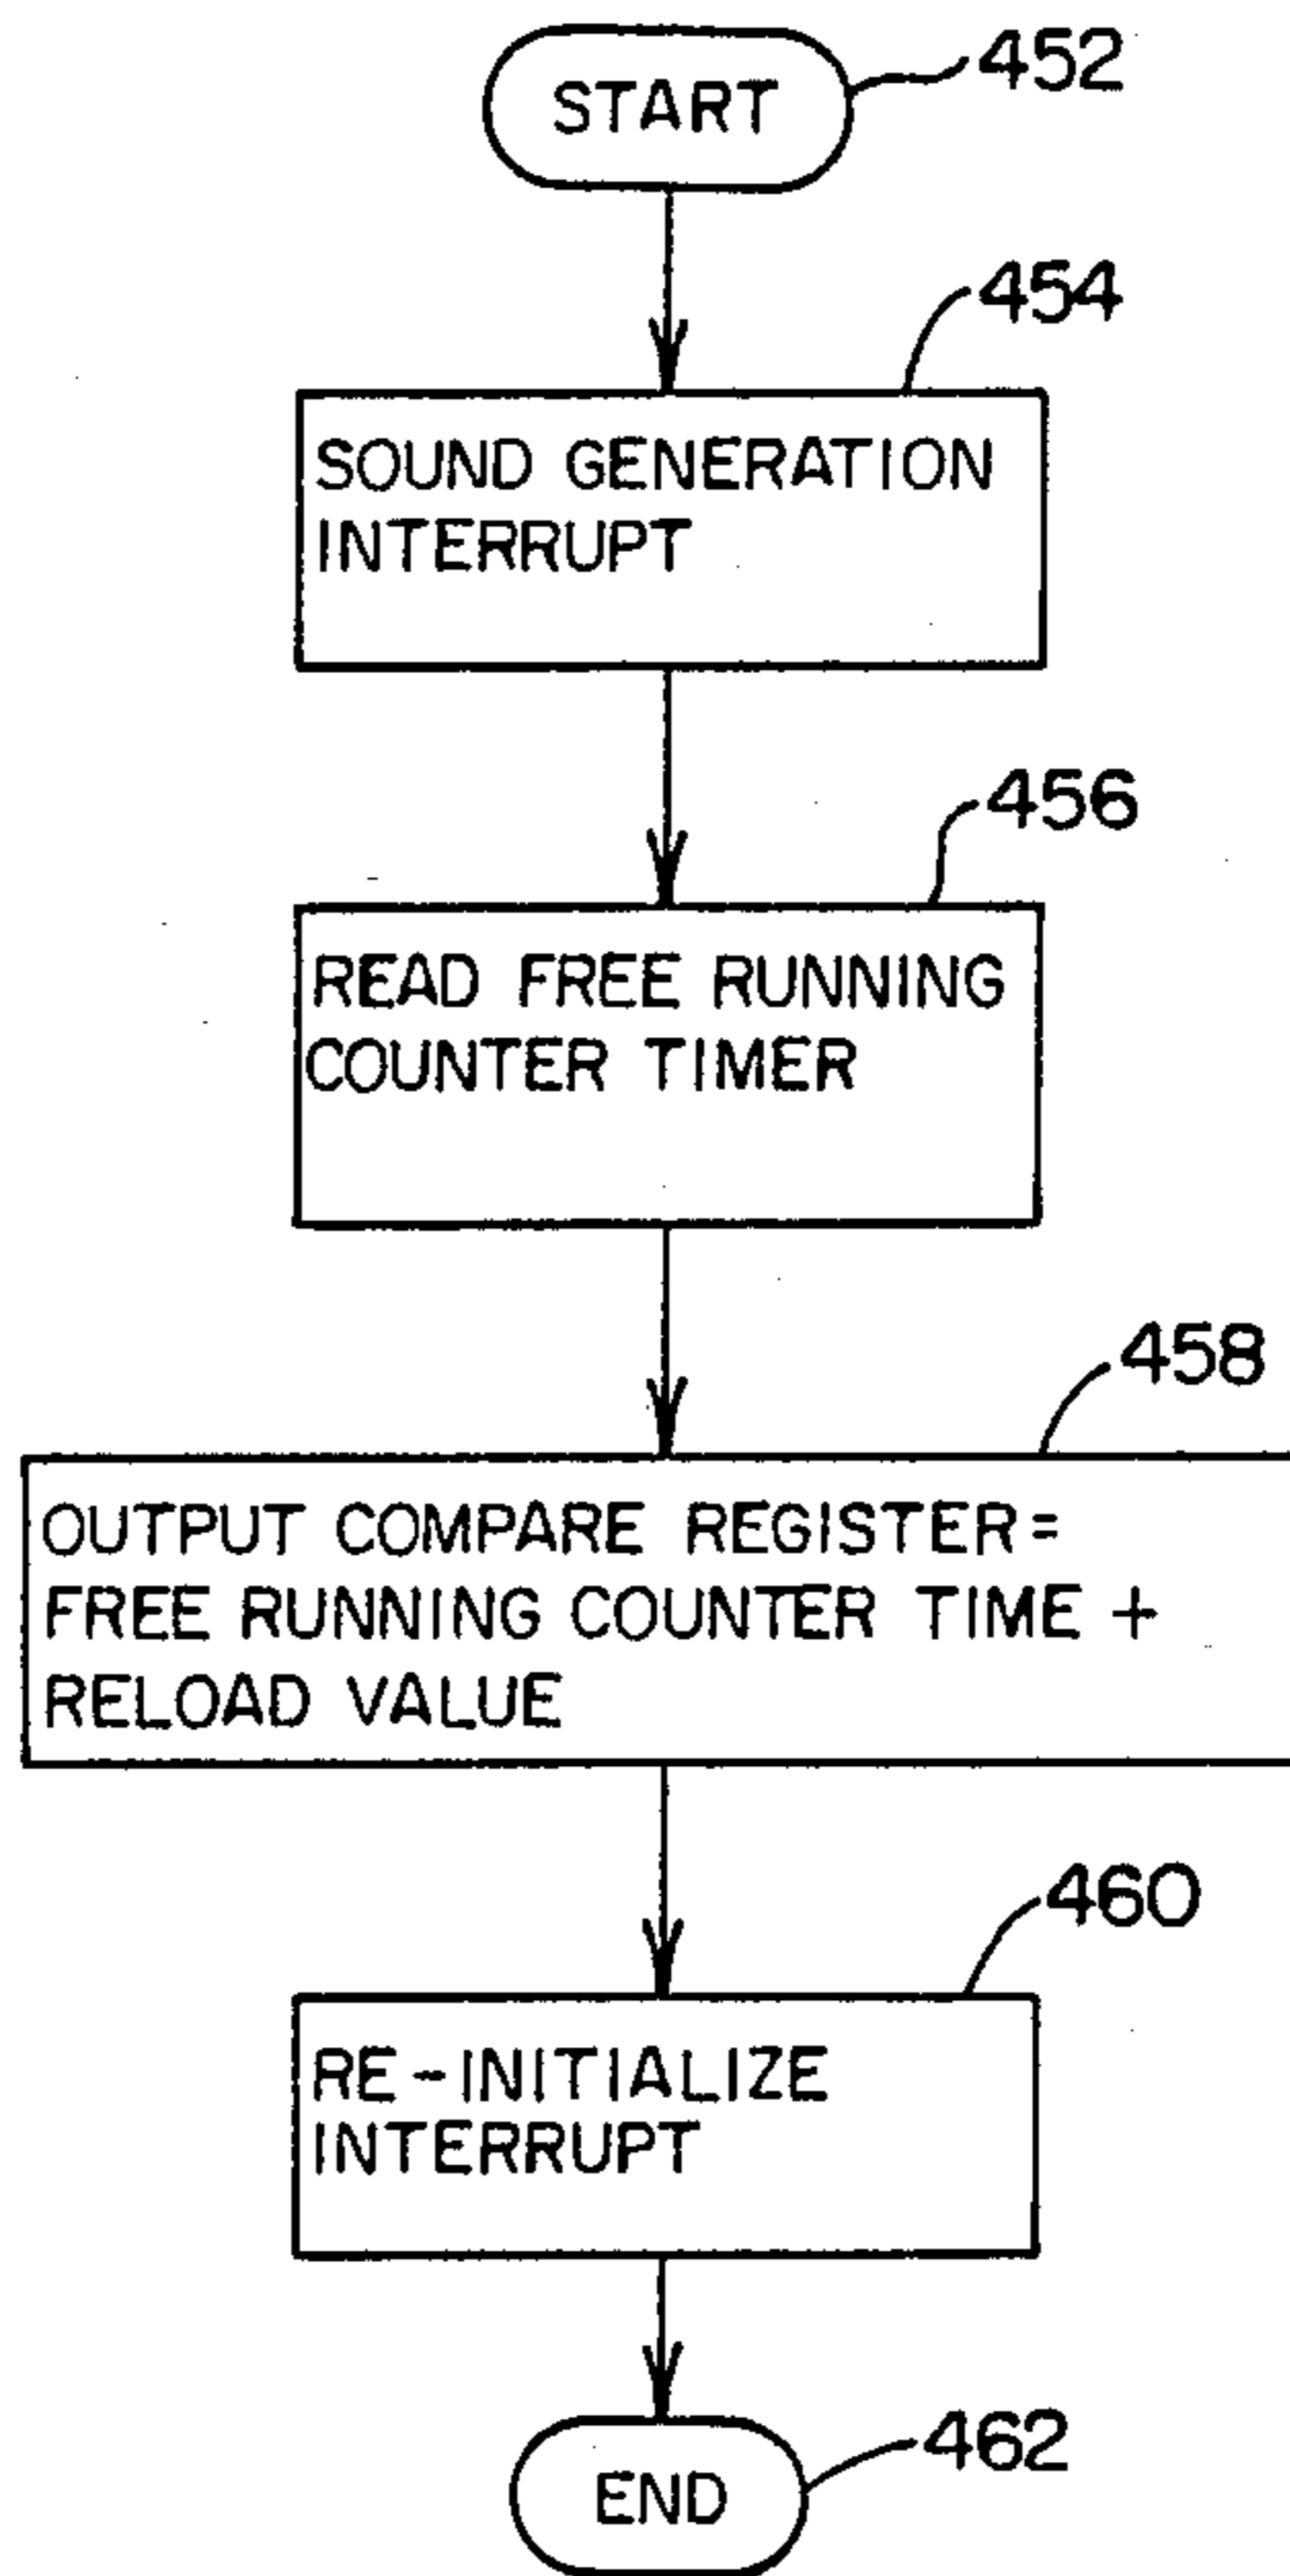 START
452
454
SOUND GENERATION
INTERRUPT
456
READ FREE RUNNING
COUNTER TIMER
458
OUTPUT COMPARE REGISTER=
FREE RUNNING COUNTER TIME +
RELOAD VALUE
460
RE-INITIALIZE
INTERRUPT
END
462